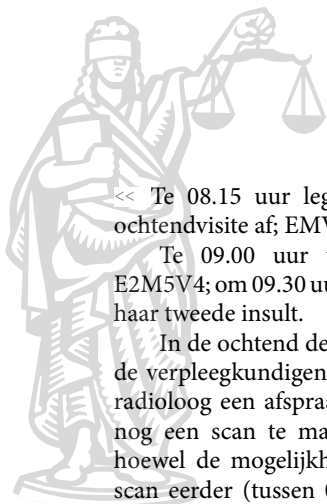 << Te 08.15 uur leg
ochtendvisite af; EMV
Te 09.00 uur
E2M5V4; om 09.30 uu
haar tweede insult.
In de ochtend de
de verpleegkundigen
radioloog een afspraa
nog een scan te ma
hoewel de mogelijkh
scan eerder (tussen